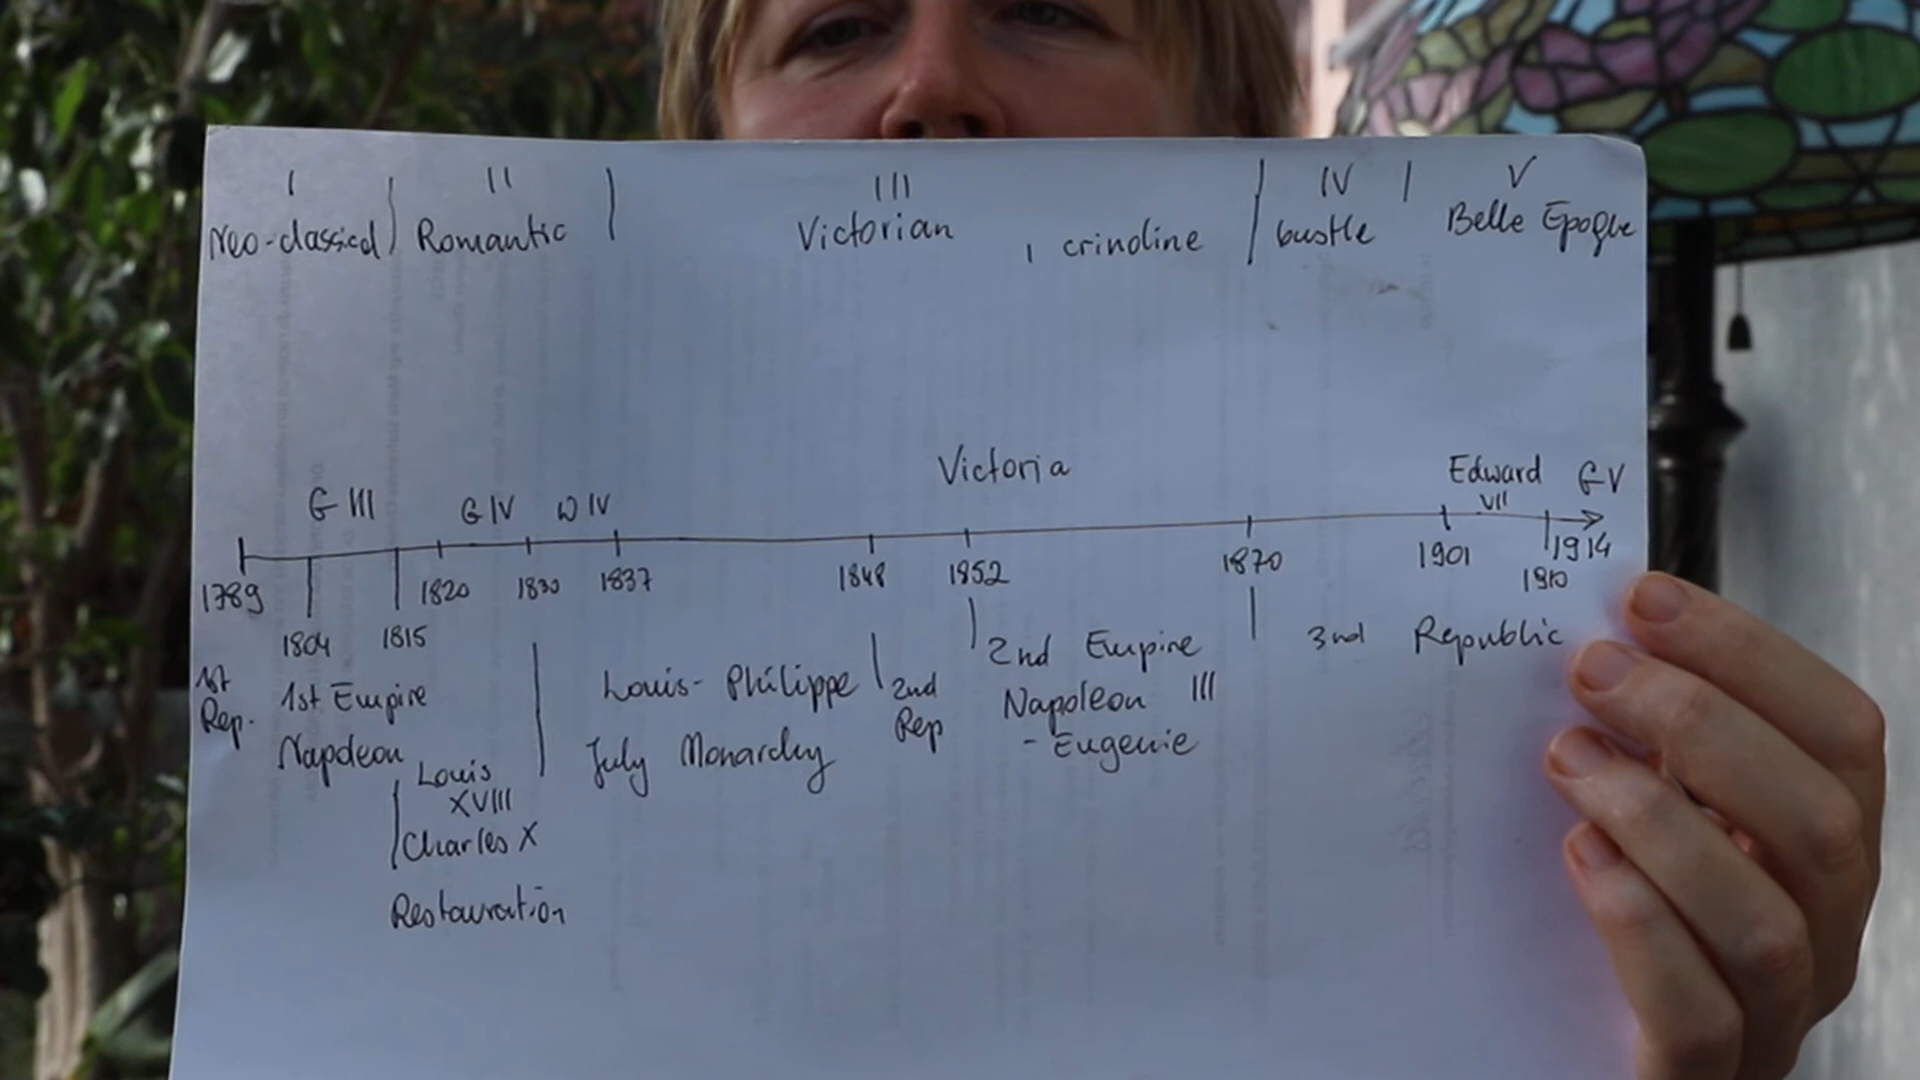 I II III IV V
Neo-classical Romantic Victorian , crinoline bustle Belle Epoque
Victoria
Edward VII G V
G III G IV W IV
1789 1804 1815 1820 1830 1837 1848 1852 1870 1901 1910 1914
1st Rep.
1st Empire
Napoleon
Louis XVIII
Charles X
Restauration
Louis-Philippe
July Monarchy
2nd Rep
2nd Empire
Napoleon III
- Eugenie
3rd Republic